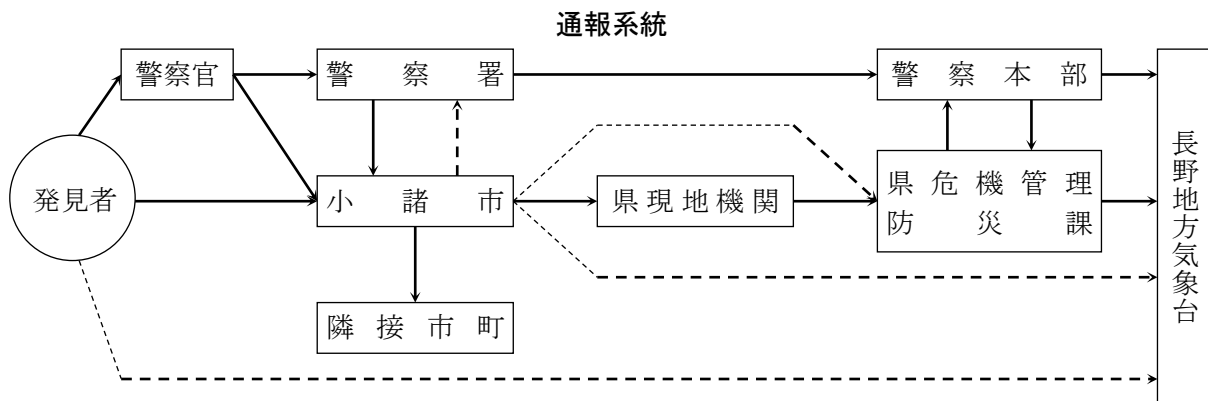 通報系統
警察官
警察署
警察本部
発見者
小諸市
県現地機関
県危機管理
防災課
隣接市町
長野地方気象台